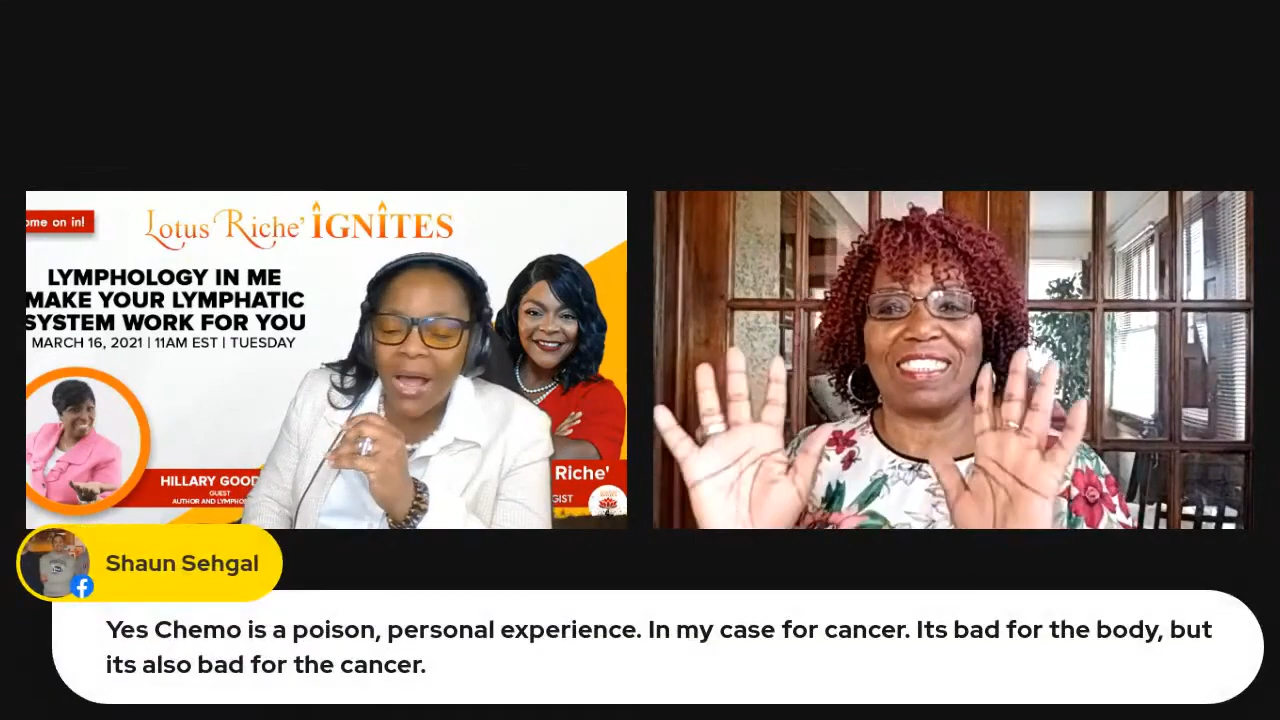 ome on in!
Lotus Riche' IGNITES
LYMPHOLOGY IN ME
MAKE YOUR LYMPHATIC
SYSTEM WORK FOR YOU
MARCH 16, 2021 | 11AM EST | TUESDAY
HILLARY GOOD
GUEST
AUTHOR AND LYMPHO
Riche'
GIST
Shaun Sehgal
Yes Chemo is a poison, personal experience. In my case for cancer. Its bad for the body, but
its also bad for the cancer.